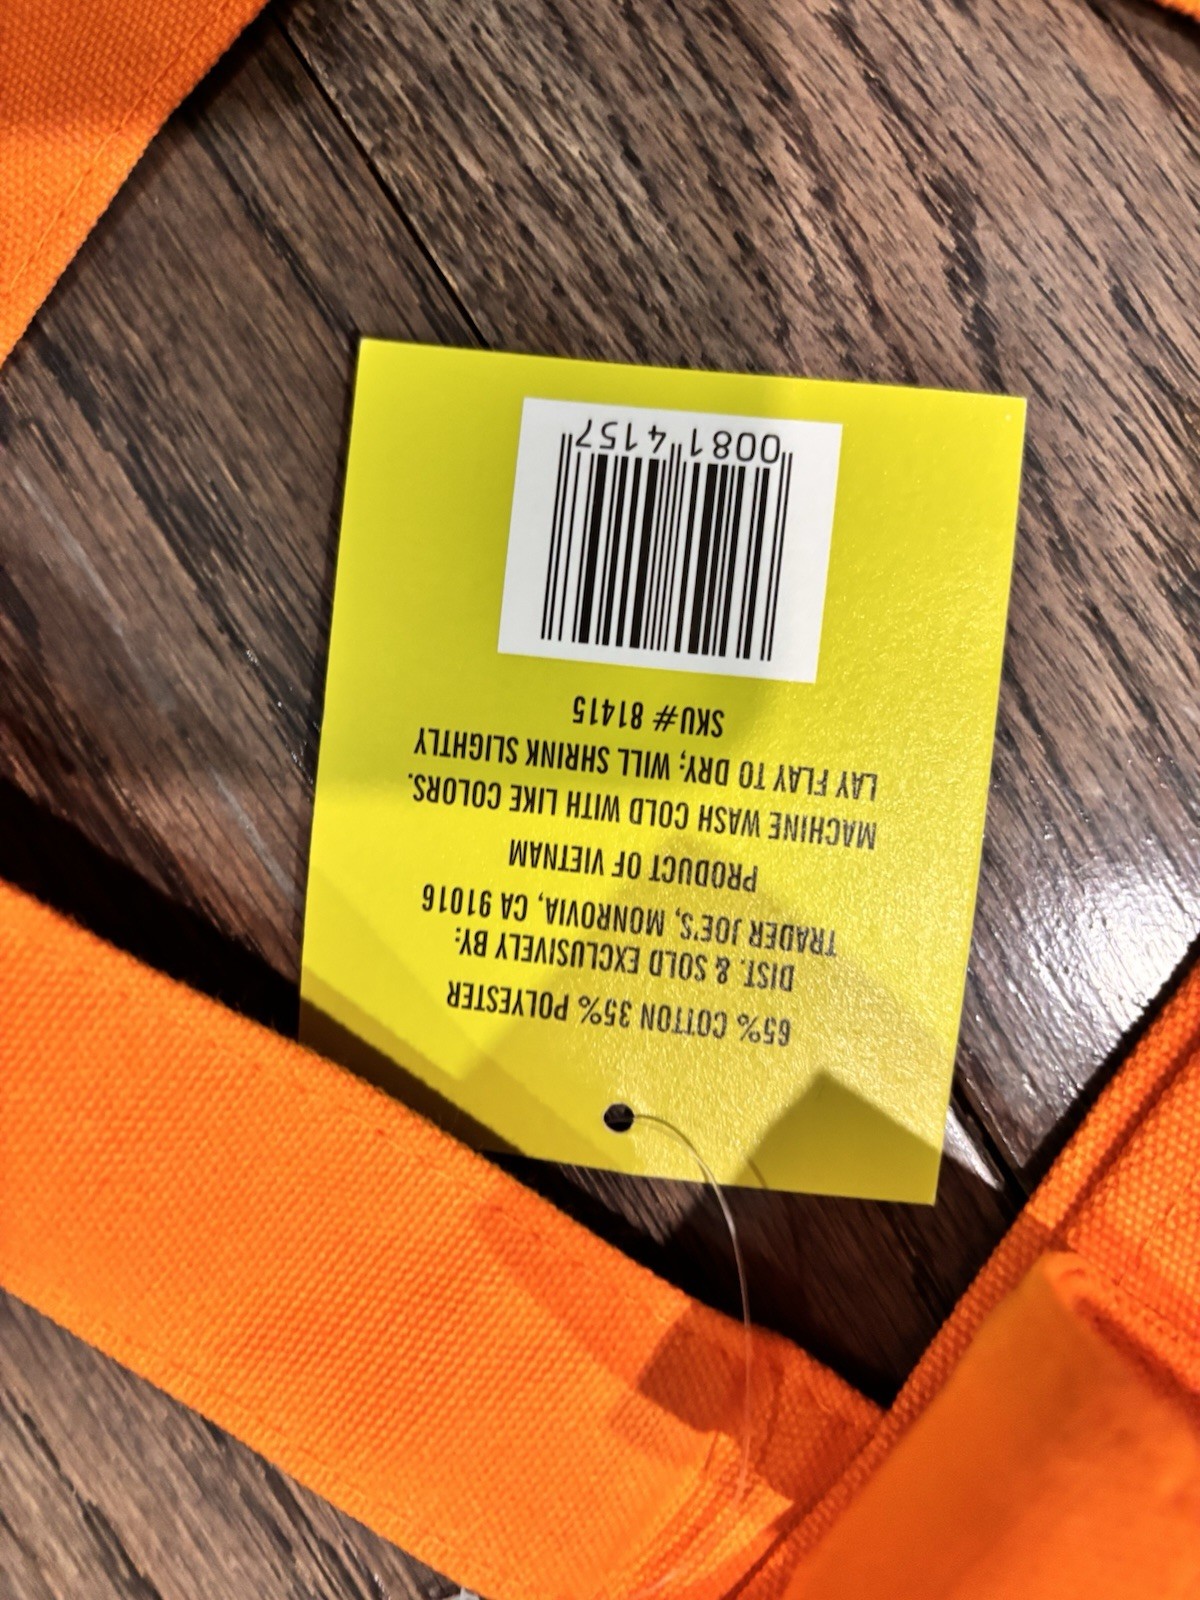 65% COTTON 35% POLYESTER
DIST. & SOLD EXCLUSIVELY BY:
TRADER JOE'S, MONROVIA, CA 91016
PRODUCT OF VIETNAM
MACHINE WASH COLD WITH LIKE COLORS.
LAY FLAY TO DRY; WILL SHRINK SLIGHTLY
SKU# 81415
0081 4157